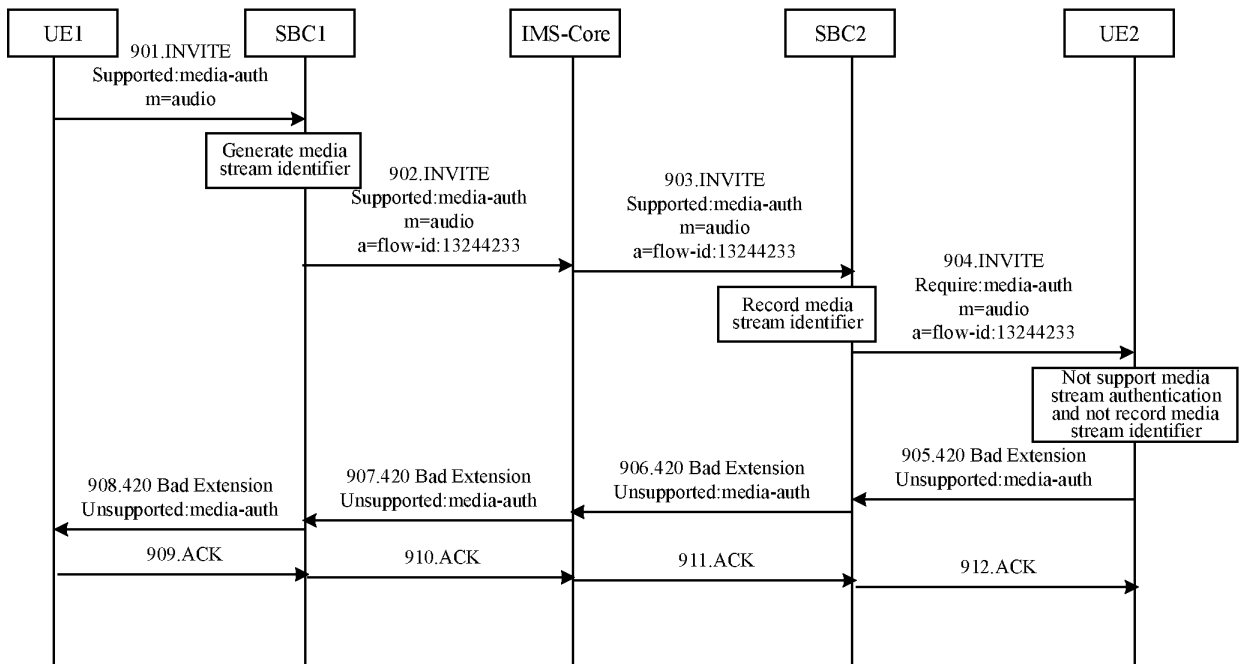 UE1
SBC1
IMS-Core
SBC2
UE2
901.INVITE
Supported:media-auth
m=audio
Generate media
stream identifier
902.INVITE
Supported:media-auth
m=audio
a=flow-id:13244233
903.INVITE
Supported:media-auth
m=audio
a=flow-id:13244233
Record media
stream identifier
904.INVITE
Require:media-auth
m=audio
a=flow-id:13244233
Not support media
stream authentication
and not record media
stream identifier
905.420 Bad Extension
Unsupported:media-auth
906.420 Bad Extension
Unsupported:media-auth
907.420 Bad Extension
Unsupported:media-auth
908.420 Bad Extension
Unsupported:media-auth
909.ACK
910.ACK
911.ACK
912.ACK